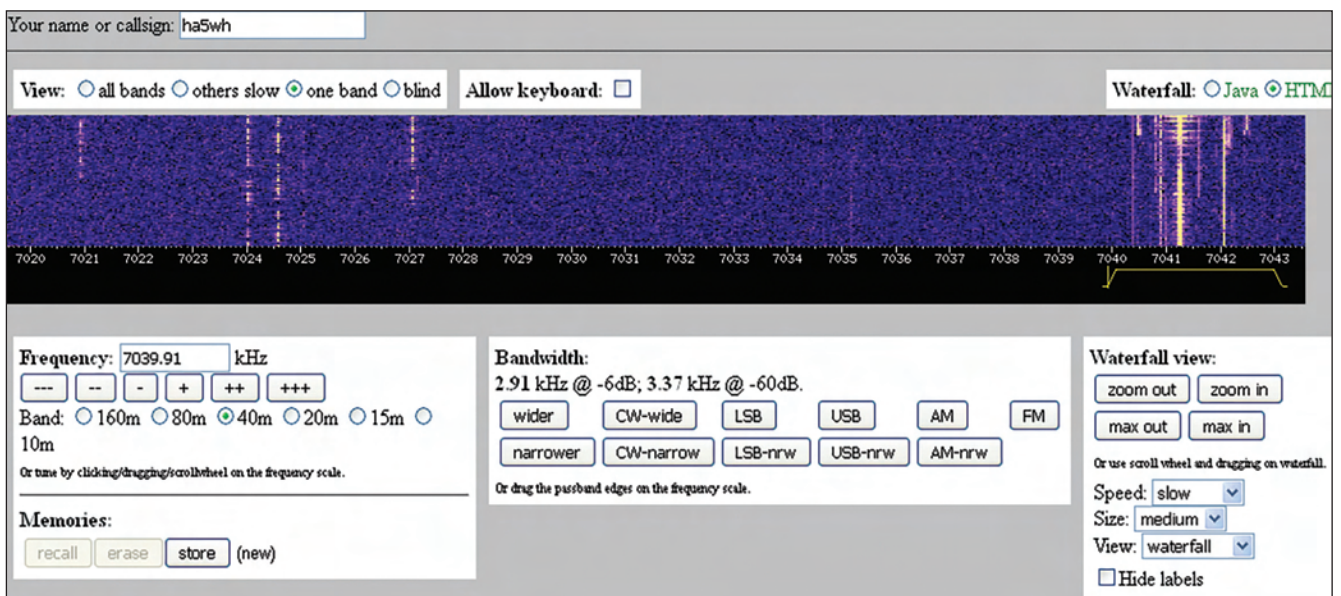 Your name or callsign: ha5wh
View: all bands others slow one band blind Allow keyboard: Waterfall: Java HTM
7020 7021 7022 7023 7024 7025 7026 7027 7028 7029 7030 7031 7032 7033 7034 7035 7036 7037 7038 7039 7040 7041 7042 7043
Frequency: 7039.91 kHz
--- -- - + ++ +++
Band: 160m 80m 40m 20m 15m
10m
Or tune by clicking/dragging/scrollwheel on the frequency scale.
Memories:
recall erase store (new)
Bandwidth:
2.91 kHz @ -6dB; 3.37 kHz @ -60dB.
wider CW-wide LSB USB AM FM
narrower CW-narrow LSB-nrw USB-nrw AM-nrw
Or drag the passband edges on the frequency scale.
Waterfall view:
zoom out zoom in
max out max in
Or use scroll wheel and dragging on waterfall.
Speed: slow
Size: medium
View: waterfall
Hide labels